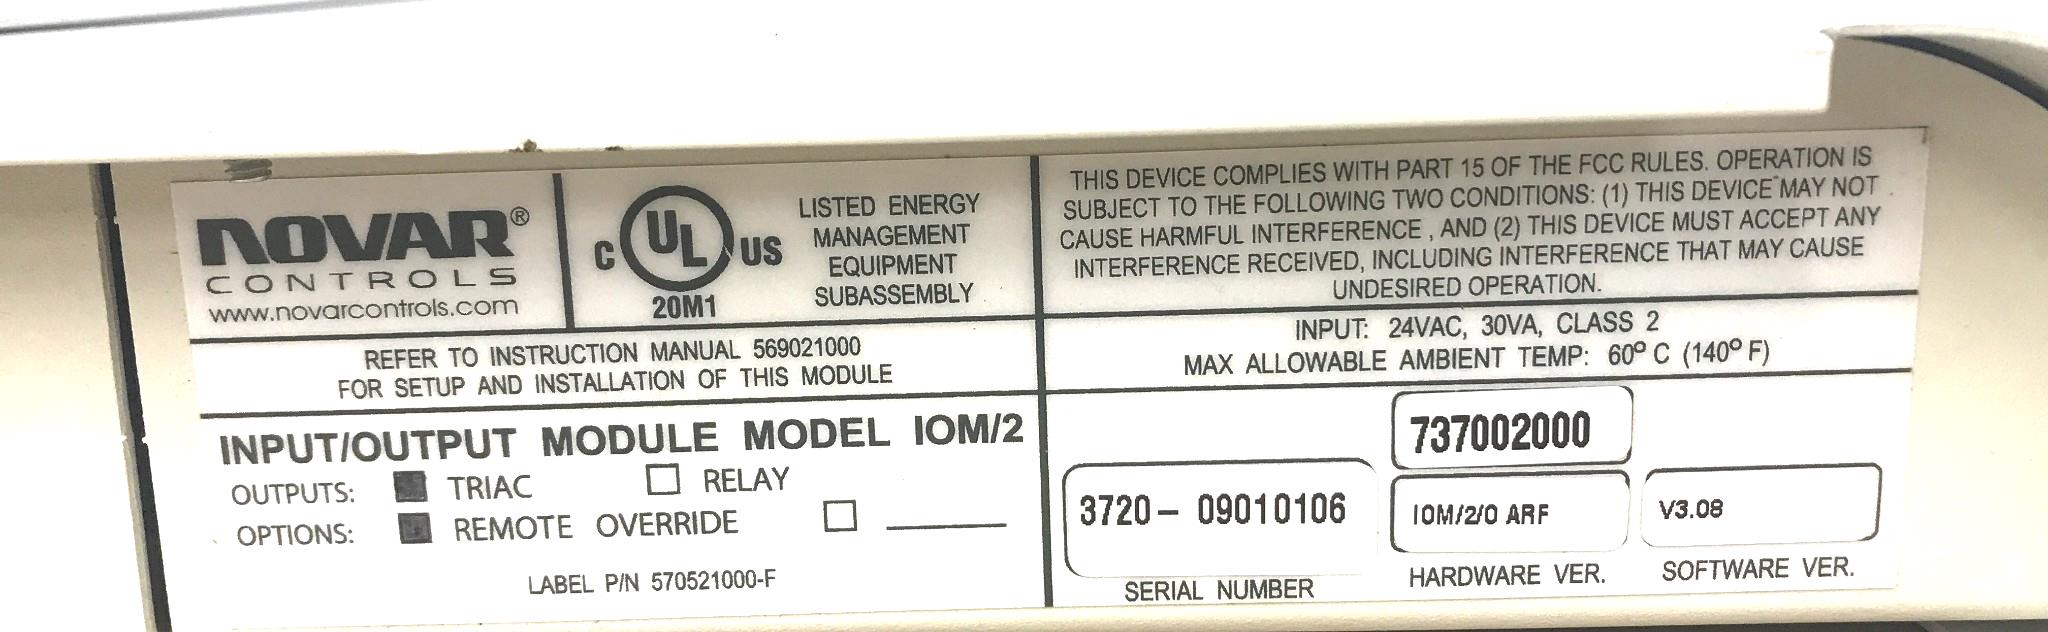 NOVAR®
CONTROLS
www.novarcontrols.com
C UL US
20M1
LISTED ENERGY
MANAGEMENT
EQUIPMENT
SUBASSEMBLY
THIS DEVICE COMPLIES WITH PART 15 OF THE FCC RULES. OPERATION IS
SUBJECT TO THE FOLLOWING TWO CONDITIONS: (1) THIS DEVICE MAY NOT
CAUSE HARMFUL INTERFERENCE , AND (2) THIS DEVICE MUST ACCEPT ANY
INTERFERENCE RECEIVED, INCLUDING INTERFERENCE THAT MAY CAUSE
UNDESIRED OPERATION.
REFER TO INSTRUCTION MANUAL 569021000
FOR SETUP AND INSTALLATION OF THIS MODULE
INPUT: 24VAC, 30VA, CLASS 2
MAX ALLOWABLE AMBIENT TEMP: 60º C (140º F)
INPUT/OUTPUT MODULE MODEL IOM/2
OUTPUTS: ■ TRIAC □ RELAY
OPTIONS: ■ REMOTE OVERRIDE □ ______
LABEL P/N 570521000-F
737002000
3720- 09010106
IOM/2/0 ARF
V3.08
SERIAL NUMBER
HARDWARE VER.
SOFTWARE VER.